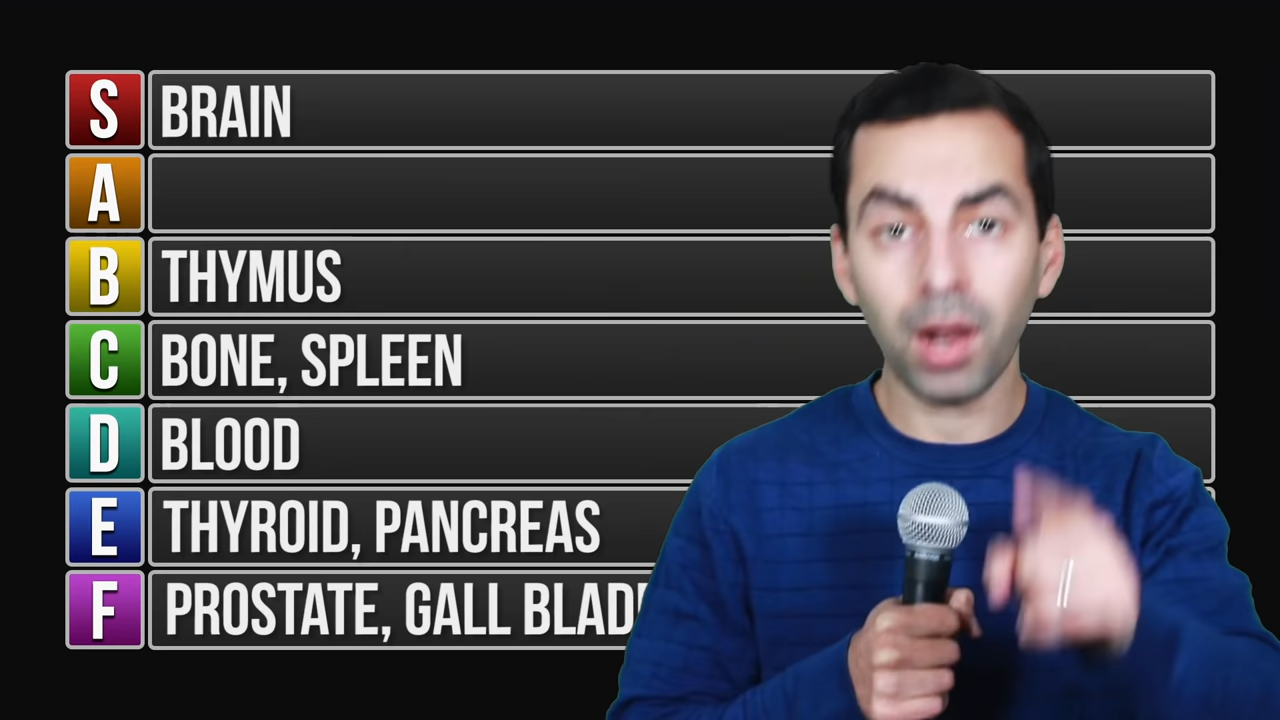 S BRAIN
A
B THYMUS
C BONE, SPLEEN
D BLOOD
E THYROID, PANCREAS
F PROSTATE, GALL